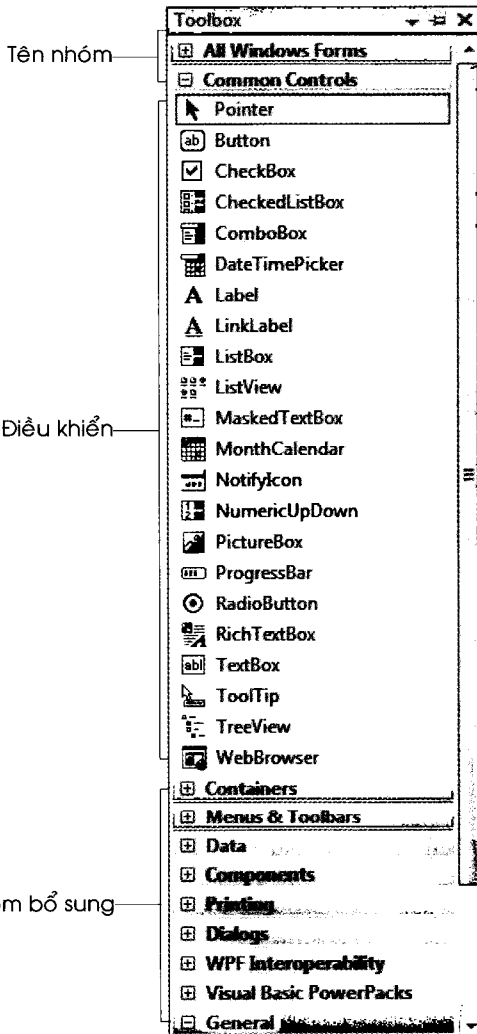 Toolbox
Tên nhóm
All Windows Forms
Common Controls
Pointer
Button
CheckBox
CheckedListBox
ComboBox
DateTimePicker
Label
LinkLabel
ListBox
ListView
Điều khiển
MaskedTextBox
MonthCalendar
NotifyIcon
NumericUpDown
PictureBox
ProgressBar
RadioButton
RichTextBox
TextBox
ToolTip
TreeView
WebBrowser
Containers
Menus & Toolbars
Data
Components
bổ sung
Printing
Dialogs
WPF Interoperability
Visual Basic PowerPacks
General